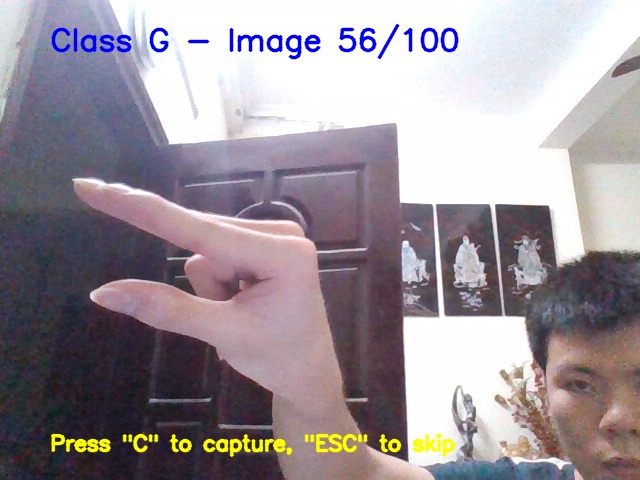 Class G - Image 56/100
Press "C" to capture, "ESC" to skip